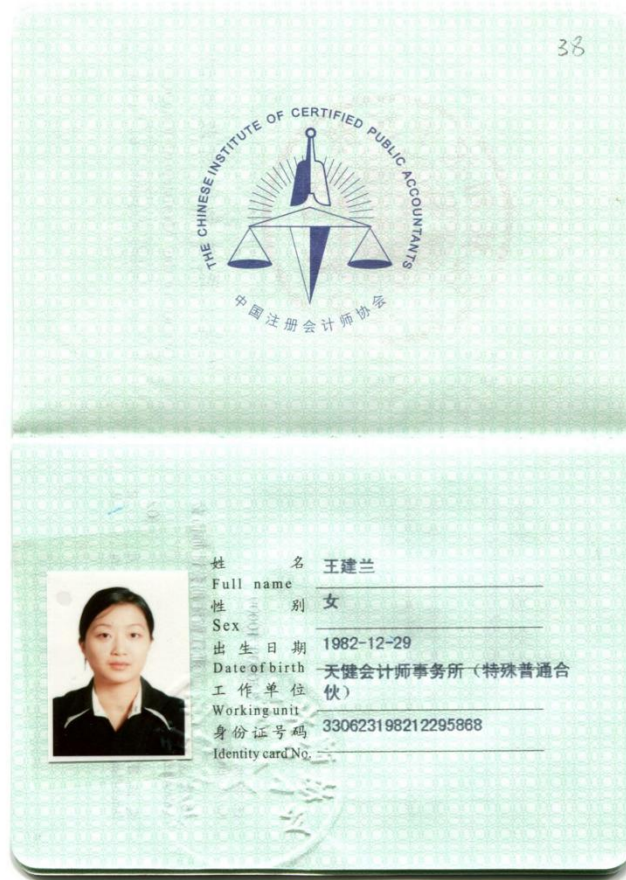 38
THE CHINESE INSTITUTE OF CERTIFIED PUBLIC ACCOUNTANTS
中国注册会计师协会
姓 名 王建兰
Full name
性 别 女
Sex
出生日期 1982-12-29
Date of birth
工作单位 天健会计师事务所（特殊普通合
伙）
Working unit
身份证号码 330623198212295868
Identity card No.